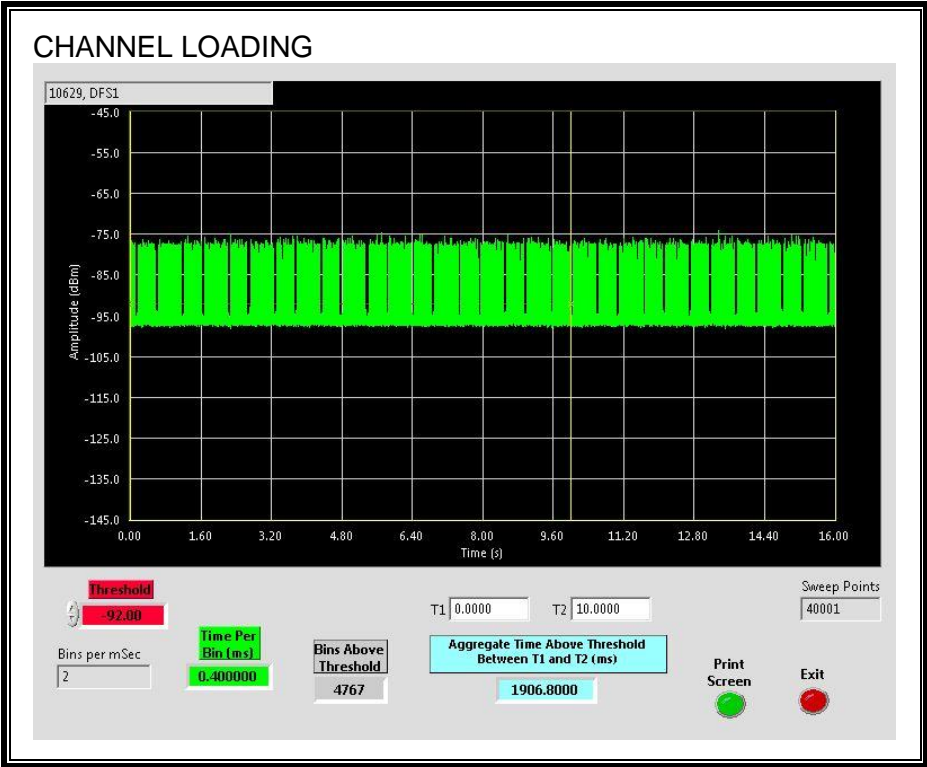 CHANNEL LOADING
10629, DFS1
-45.0
-55.0
-65.0
-75.0
-85.0
-95.0
-105.0
-115.0
-125.0
-135.0
-145.0
Amplitude (dBm)
0.00 1.60 3.20 4.80 6.40 8.00 9.60 11.20 12.80 14.40 16.00
Time (s)
Threshold
-92.00
Bins per mSec
2
Time Per
Bin (ms)
0.400000
Bins Above
Threshold
4767
T1 0.0000 T2 10.0000
Aggregate Time Above Threshold
Between T1 and T2 (ms)
1906.8000
Sweep Points
40001
Print
Screen
Exit